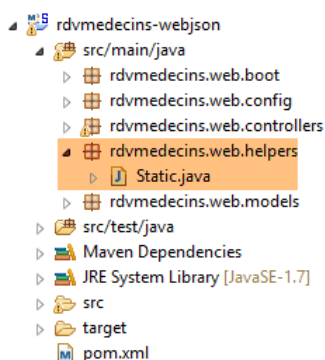 rdvmedecins-webjson
src/main/java
rdvmedecins.web.boot
rdvmedecins.web.config
rdvmedecins.web.controllers
rdvmedecins.web.helpers
Static.java
rdvmedecins.web.models
src/test/java
Maven Dependencies
JRE System Library [JavaSE-1.7]
src
target
pom.xml